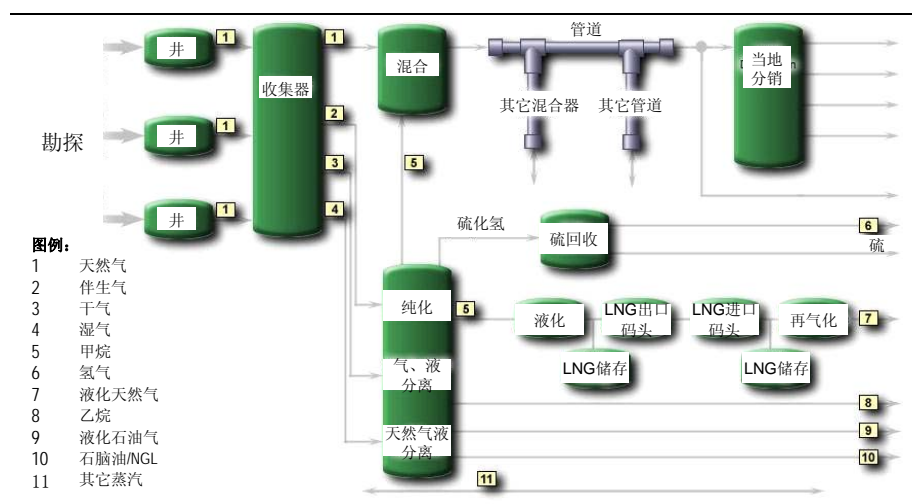 管道
1
1
井
收集器
混合
当地
分销
2
1
井
其它混合器
其它管道
勘探
3
5
1
4
井
硫化氢
硫回收
6
硫
图例:
1 天然气
2 伴生气
3 干气
4 湿气
5 甲烷
6 氢气
7 液化天然气
8 乙烷
9 液化石油气
10 石脑油/NGL
11 其它蒸汽
纯化
5
液化
LNG出口
码头
LNG进口
码头
再气化
7
LNG储存
LNG储存
气、液
分离
8
天然气液
分离
9
10
11